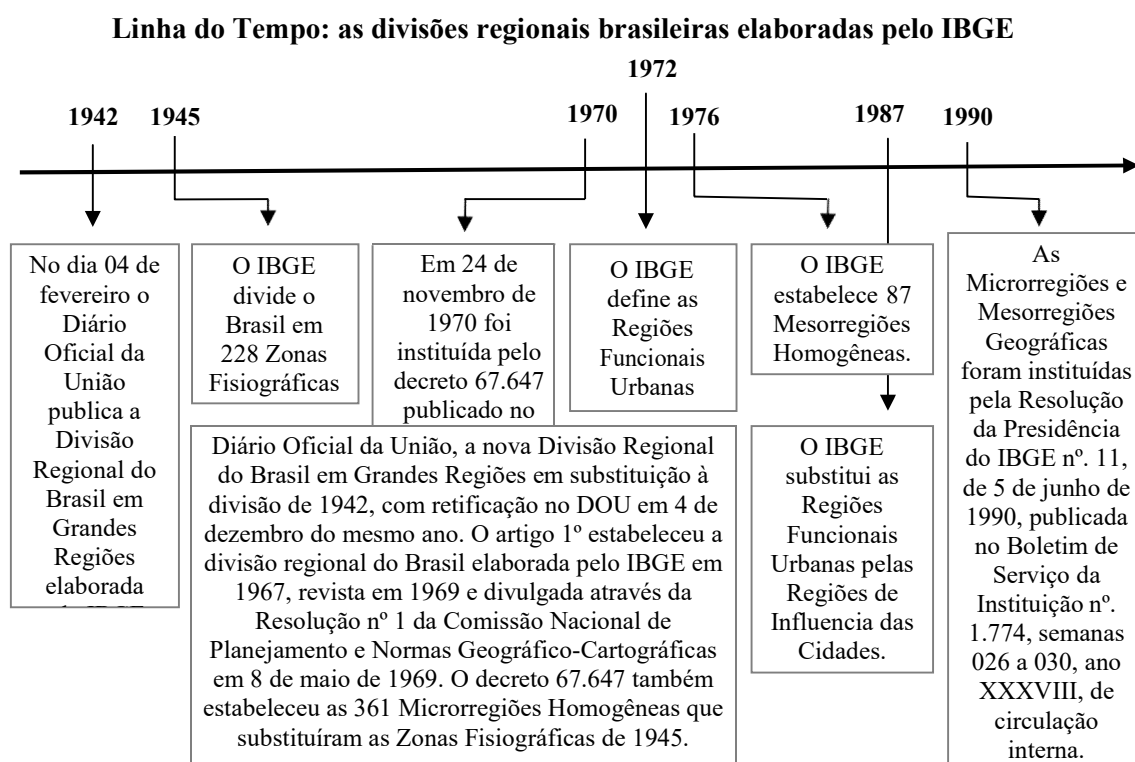 Linha do Tempo: as divisões regionais brasileiras elaboradas pelo IBGE
1942
1945
1970
1972
1976
1987
1990
No dia 04 de
fevereiro o
Diário
Oficial da
União
publica a
Divisão
Regional do
Brasil em
Grandes
Regiões
elaborada
O IBGE
divide o
Brasil em
228 Zonas
Fisiográficas
Em 24 de
novembro de
1970 foi
instituída pelo
decreto 67.647
publicado no
Diário Oficial da União, a nova Divisão Regional
do Brasil em Grandes Regiões em substituição à
divisão de 1942, com retificação no DOU em 4 de
dezembro do mesmo ano. O artigo 1º estabeleceu a
divisão regional do Brasil elaborada pelo IBGE em
1967, revista em 1969 e divulgada através da
Resolução nº 1 da Comissão Nacional de
Planejamento e Normas Geográfico-Cartográficas
em 8 de maio de 1969. O decreto 67.647 também
estabeleceu as 361 Microrregiões Homogêneas que
substituíram as Zonas Fisiográficas de 1945.
O IBGE
define as
Regiões
Funcionais
Urbanas
O IBGE
estabelece 87
Mesorregiões
Homogêneas.
O IBGE
substitui as
Regiões
Funcionais
Urbanas pelas
Regiões de
Influencia das
Cidades.
As
Microrregiões e
Mesorregiões
Geográficas
foram instituídas
pela Resolução
da Presidência
do IBGE nº. 11,
de 5 de junho de
1990, publicada
no Boletim de
Serviço da
Instituição nº.
1.774, semanas
026 a 030, ano
XXXVIII, de
circulação
interna.